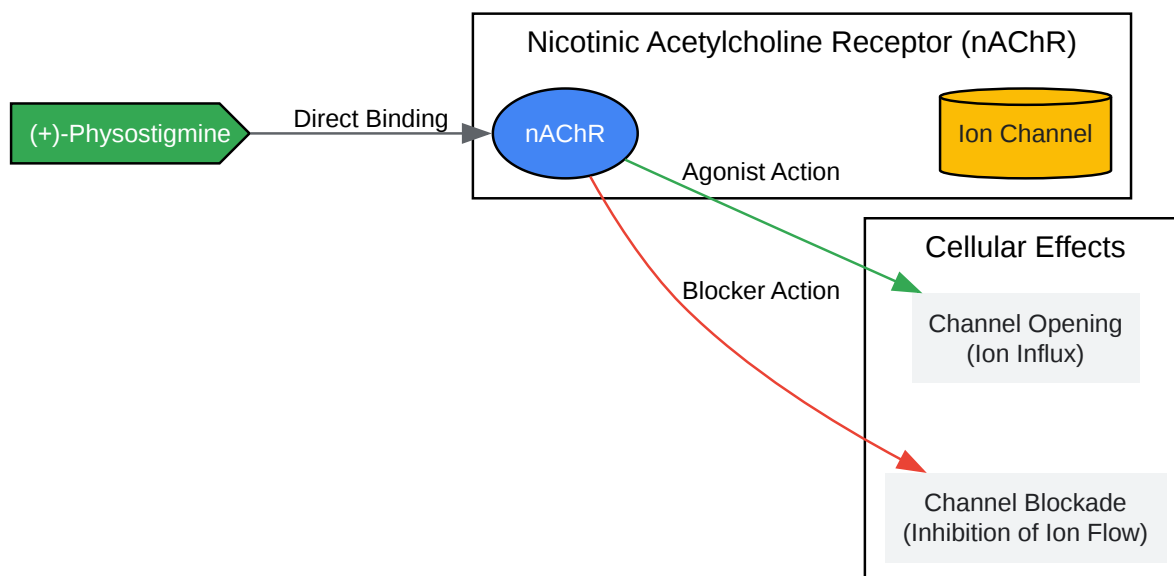 Nicotinic Acetylcholine Receptor (nAChR)
(+)-Physostigmine
Direct Binding
nAChR
Ion Channel
Agonist Action
Cellular Effects
Blocker Action
Channel Opening
(Ion Influx)
Channel Blockade
(Inhibition of Ion Flow)